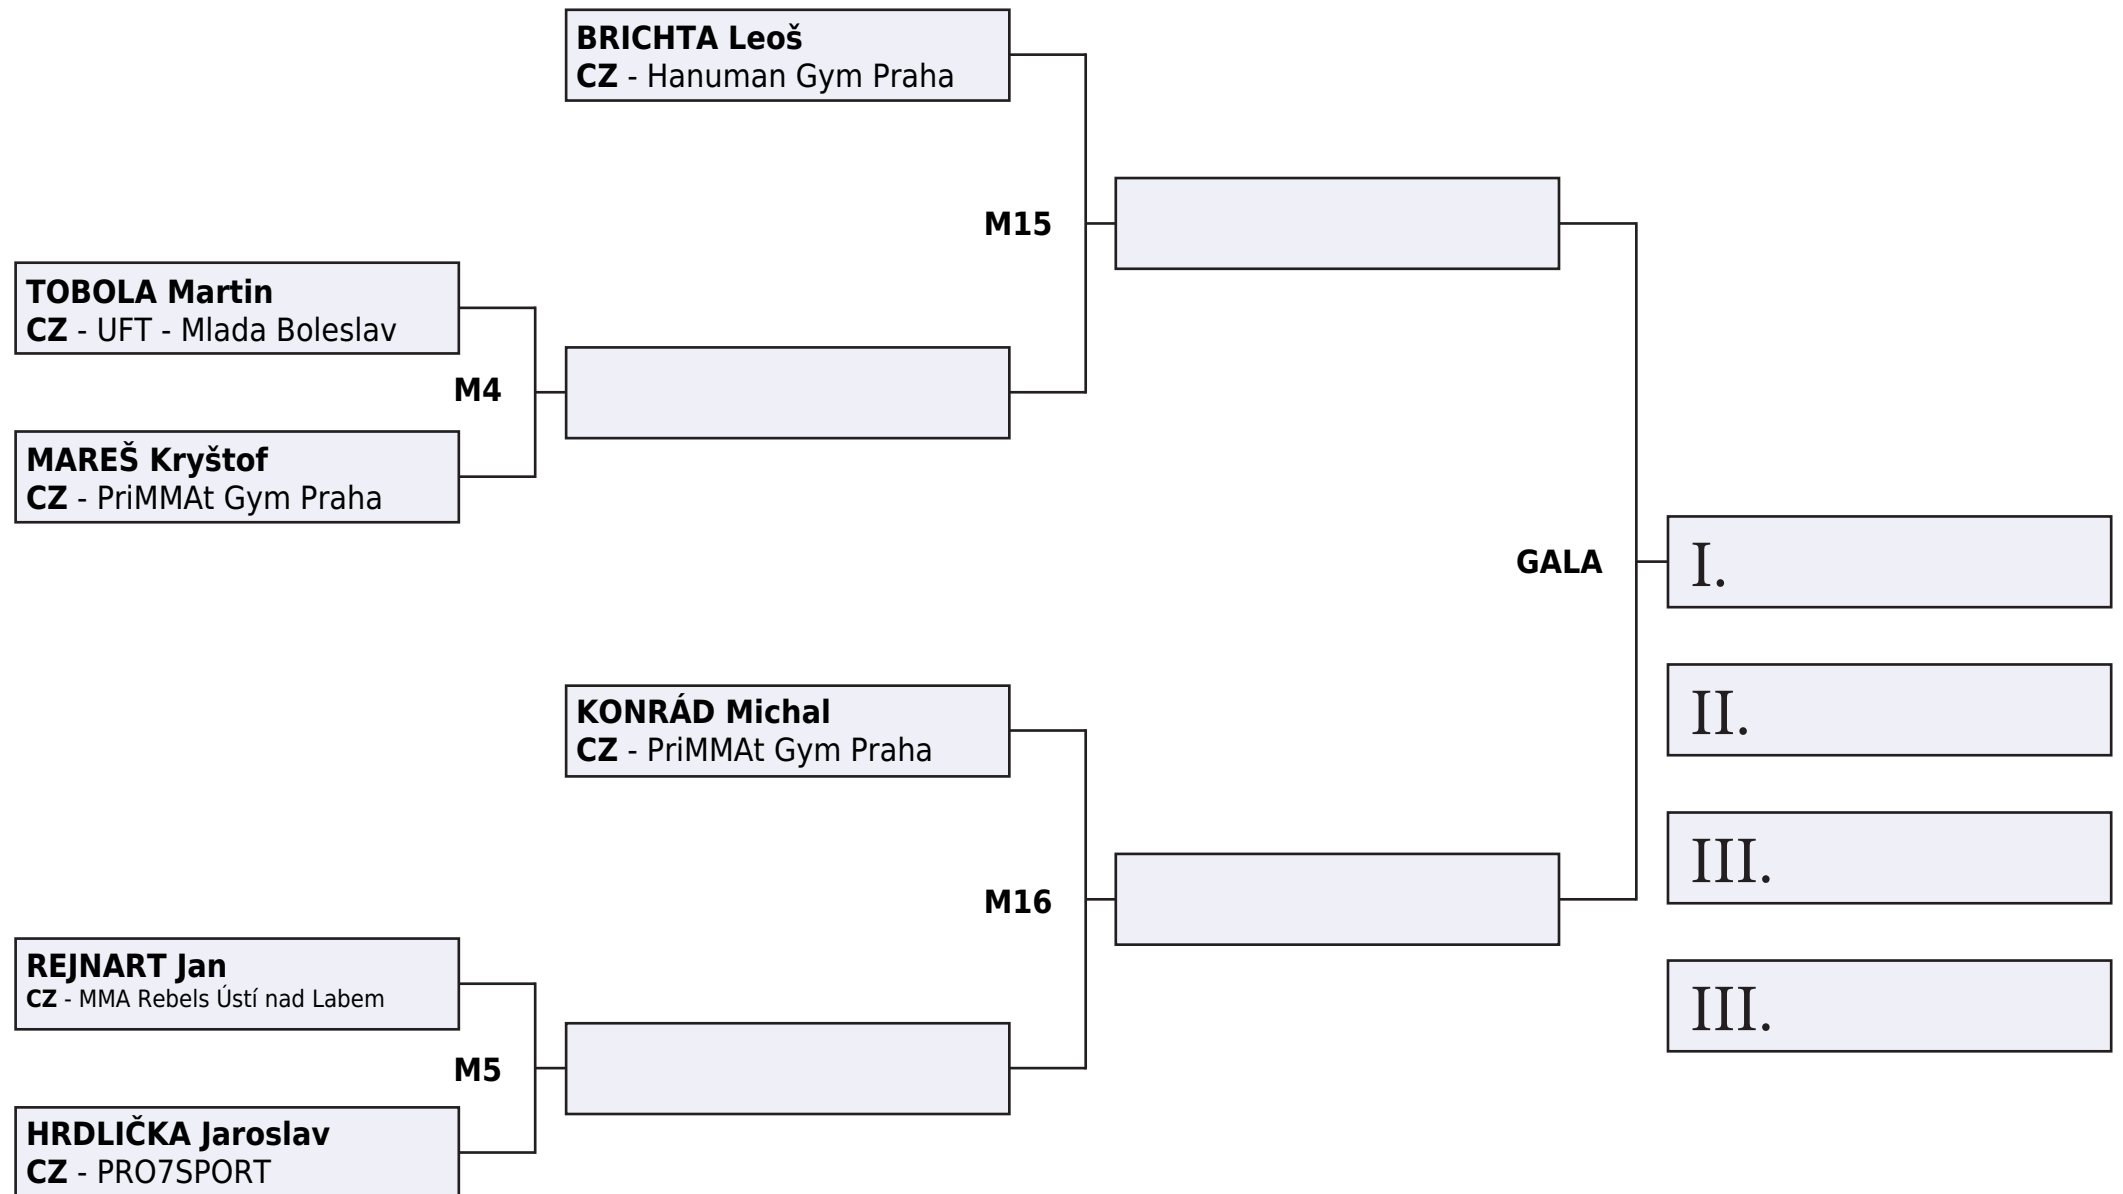 BRICHTA Leoš
CZ - Hanuman Gym Praha
M15
TOBOLA Martin
CZ - UFT - Mlada Boleslav
M4
MAREŠ Kryštof
CZ - PriMMAt Gym Praha
GALA
I.
II.
III.
III.
KONRÁD Michal
CZ - PriMMAt Gym Praha
M16
REJNART Jan
CZ - MMA Rebels Ústí nad Labem
M5
HRDLIČKA Jaroslav
CZ - PRO7SPORT